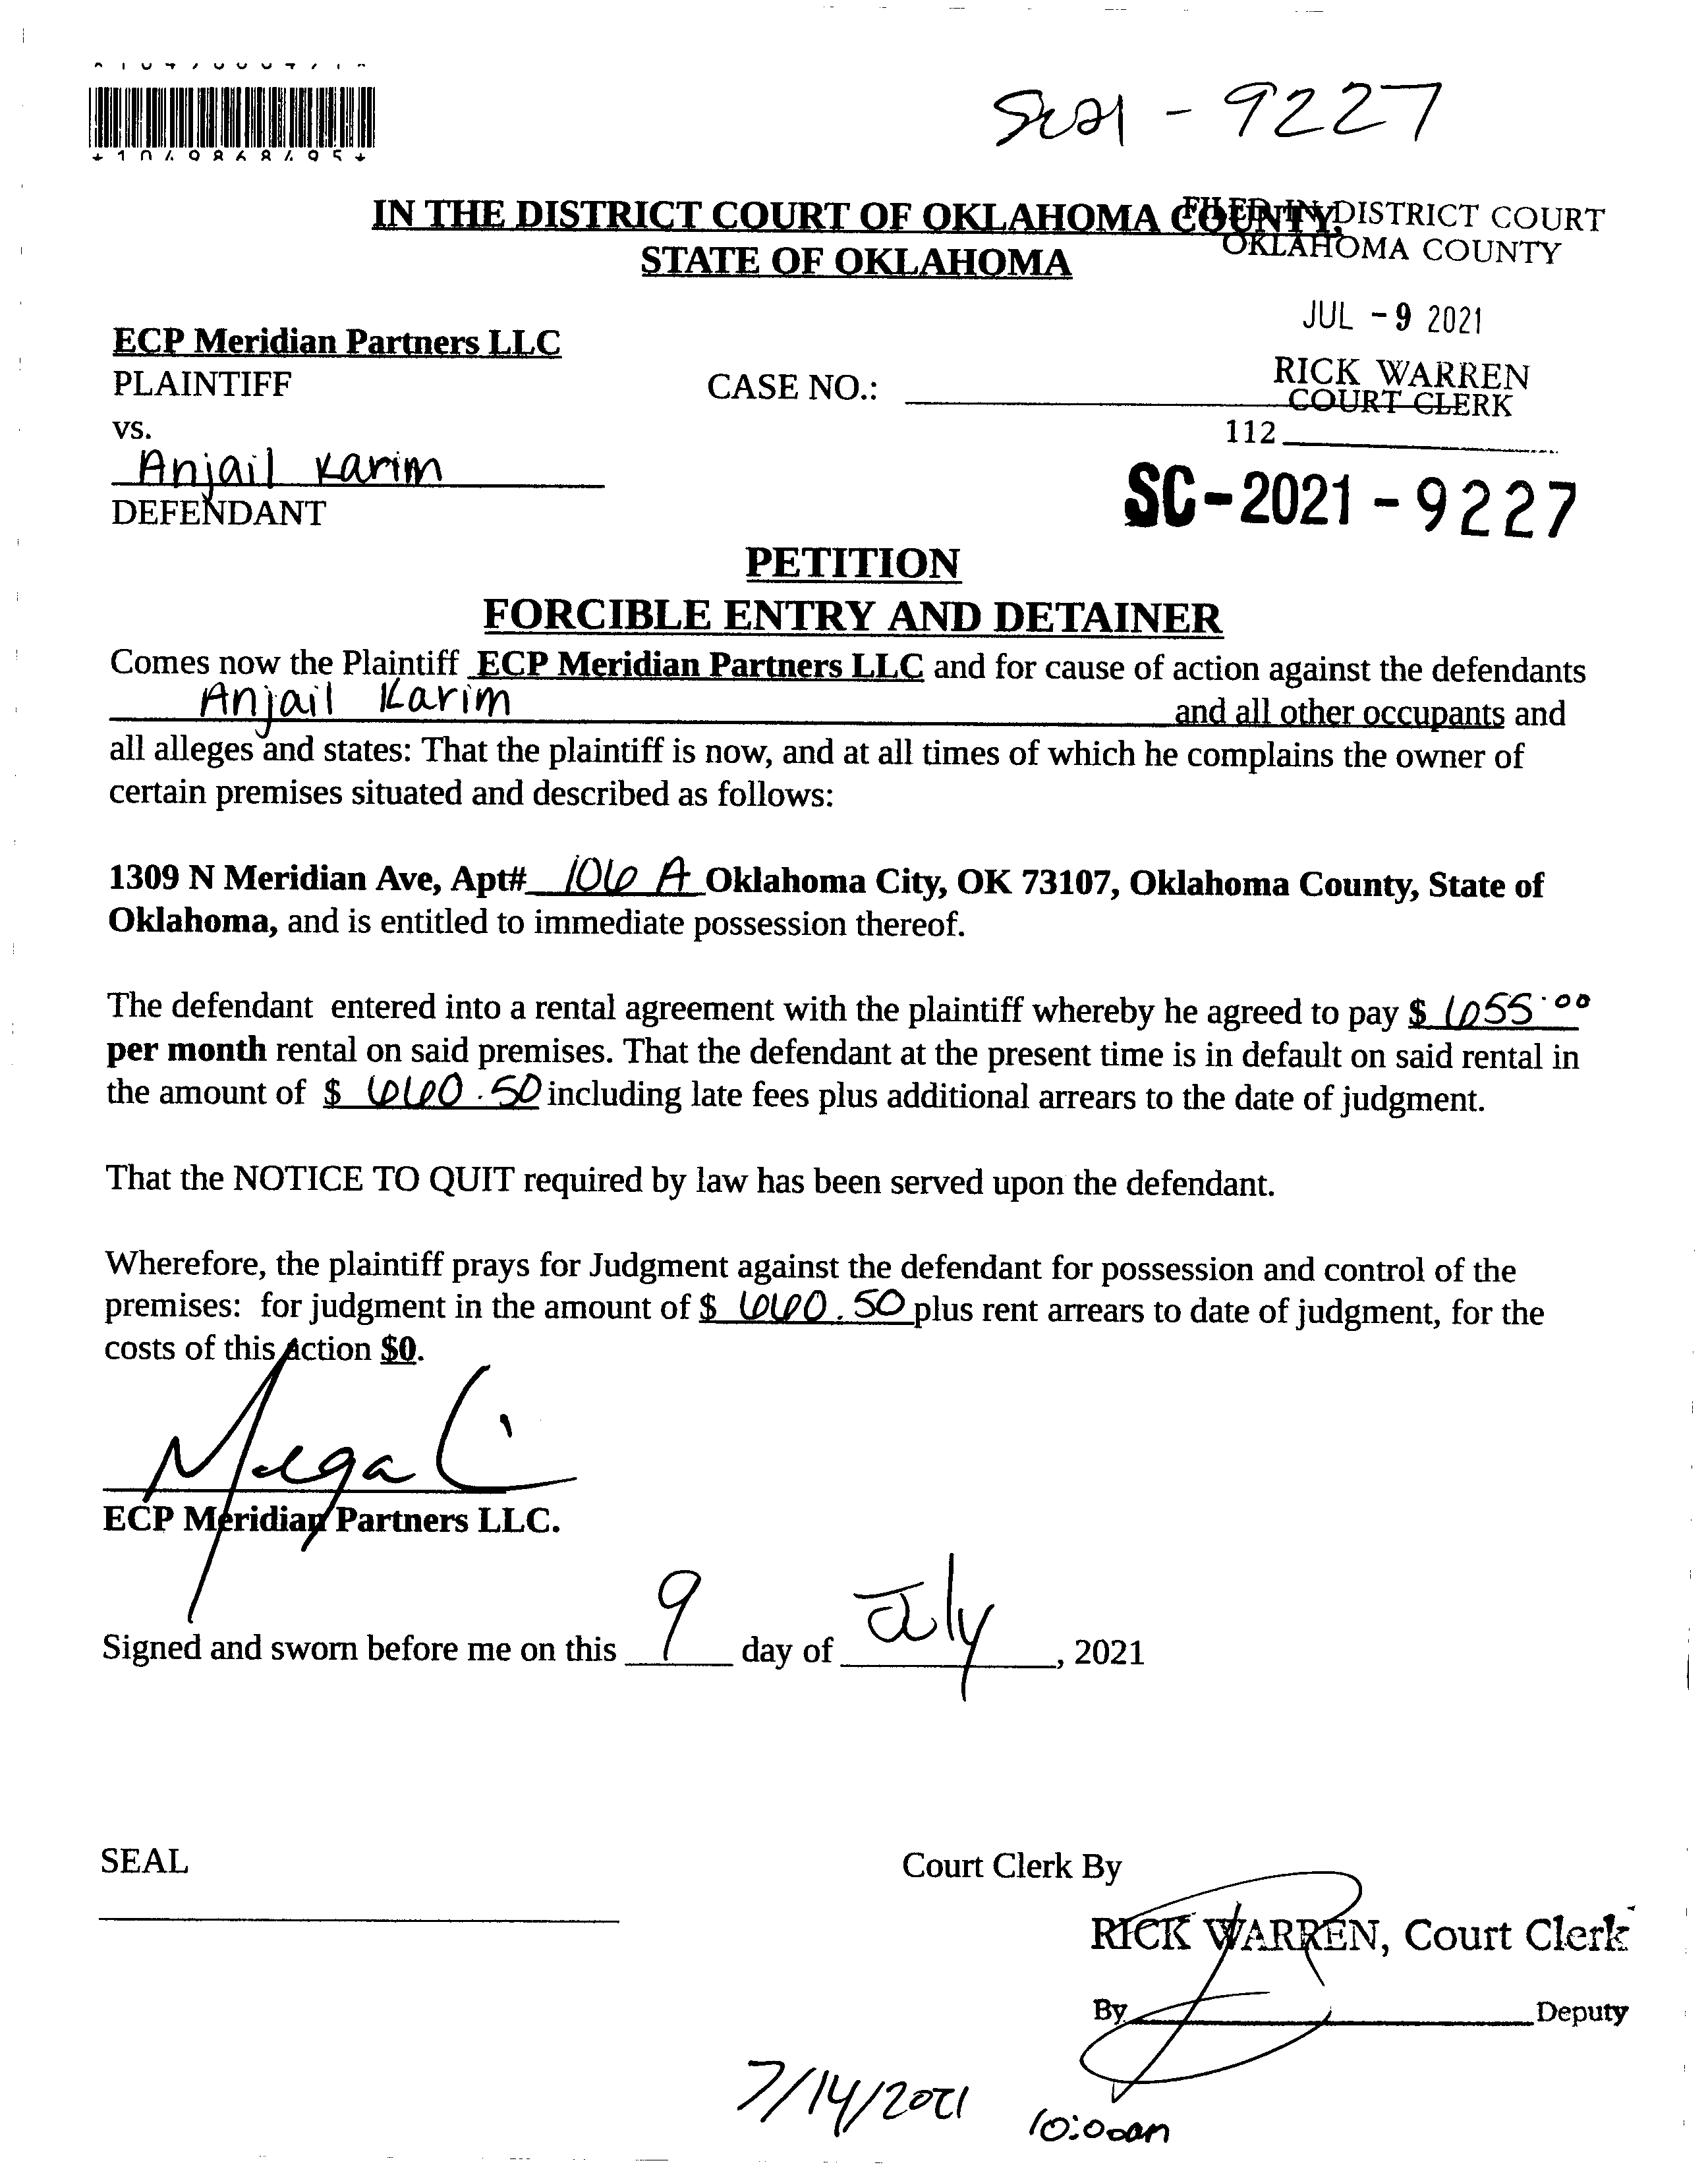 SC21 - 9227
IN THE DISTRICT COURT OF OKLAHOMA COUNTY,
STATE OF OKLAHOMA
FILED IN DISTRICT COURT
OKLAHOMA COUNTY
JUL - 9 2021
RICK WARREN
COURT CLERK
112
ECP Meridian Partners LLC
PLAINTIFF
CASE NO.:
vs.
Anjail Karim
DEFENDANT
SC-2021 - 9227
PETITION
FORCIBLE ENTRY AND DETAINER
Comes now the Plaintiff ECP Meridian Partners LLC and for cause of action against the defendants
Anjail Karim and all other occupants and
all alleges and states: That the plaintiff is now, and at all times of which he complains the owner of
certain premises situated and described as follows:
1309 N Meridian Ave, Apt# 106 A Oklahoma City, OK 73107, Oklahoma County, State of
Oklahoma, and is entitled to immediate possession thereof.
The defendant entered into a rental agreement with the plaintiff whereby he agreed to pay $ 655.00
per month rental on said premises. That the defendant at the present time is in default on said rental in
the amount of $ 660.50 including late fees plus additional arrears to the date of judgment.
That the NOTICE TO QUIT required by law has been served upon the defendant.
Wherefore, the plaintiff prays for Judgment against the defendant for possession and control of the
premises: for judgment in the amount of $ 660.50 plus rent arrears to date of judgment, for the
costs of this action $0.
ECP Meridian Partners LLC.
Signed and sworn before me on this 9 day of July, 2021
SEAL
Court Clerk By
RICK WARREN, Court Clerk
By Deputy
7/14/2021 10:00am